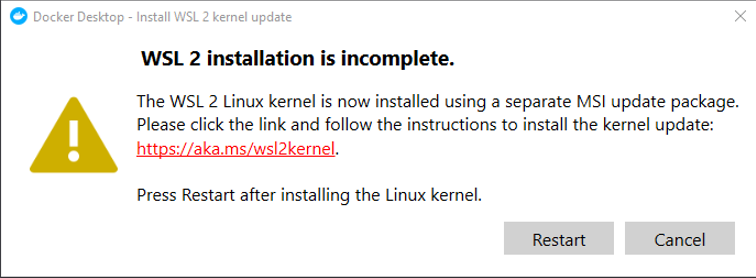 Docker Desktop - Install WSL 2 kernel update
WSL 2 installation is incomplete.
The WSL 2 Linux kernel is now installed using a separate MSI update package.
Please click the link and follow the instructions to install the kernel update:
https://aka.ms/wsl2kernel.
Press Restart after installing the Linux kernel.
Restart Cancel